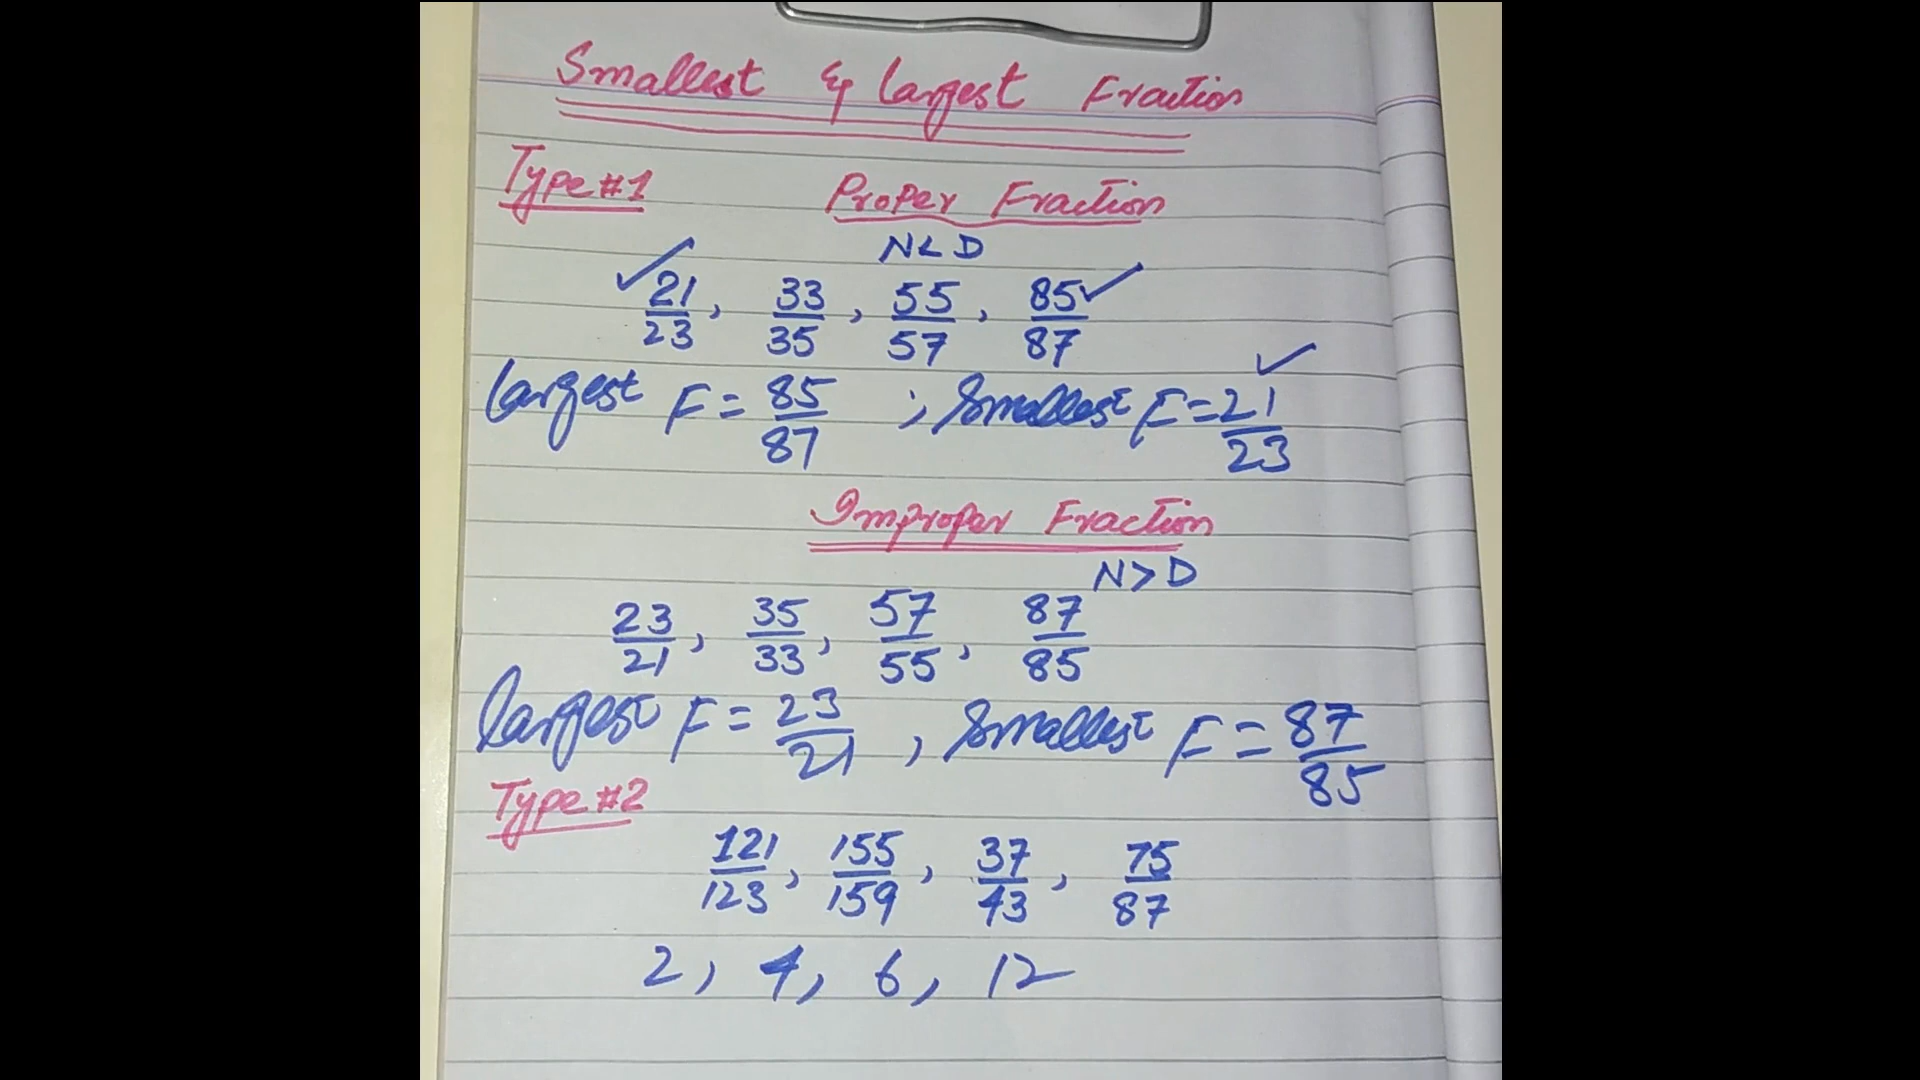 Smallest & largest Fraction
Type #1 Proper Fraction
N < D
21/23, 33/35, 55/57, 85/87
largest F = 85/87 ; Smallest F = 21/23
Improper Fraction
N > D
23/21, 35/33, 57/55, 87/85
largest F = 23/21, Smallest F = 87/85
Type #2
121/123, 155/159, 37/43, 75/87
2, 4, 6, 12